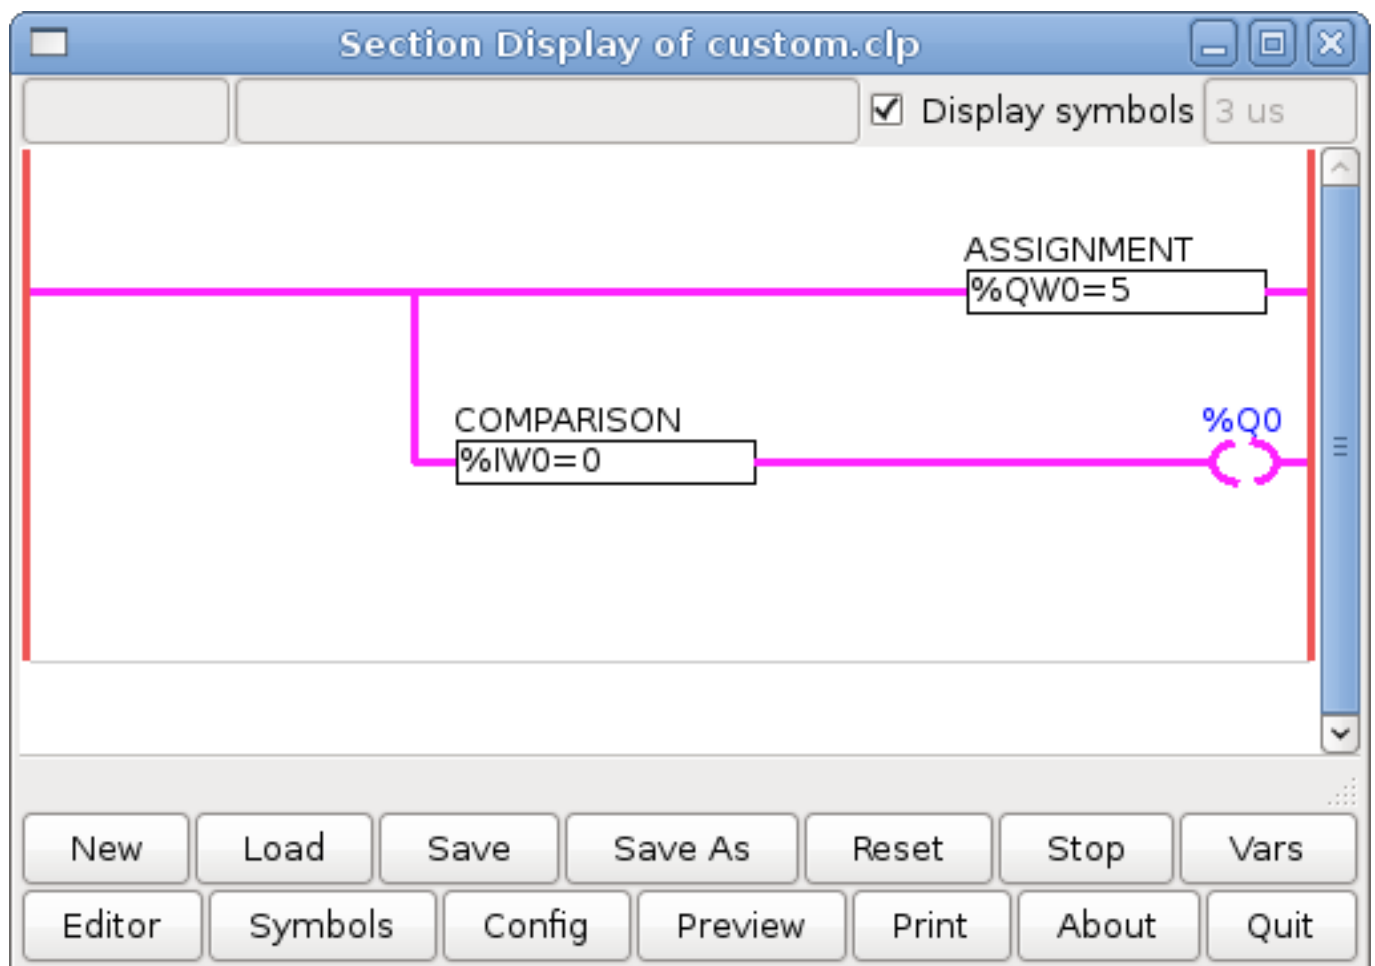 Section Display of custom.clp
Display symbols 3 us
ASSIGNMENT
%QW0=5
COMPARISON %Q0
%IW0=0
New Load Save Save As Reset Stop Vars
Editor Symbols Config Preview Print About Quit